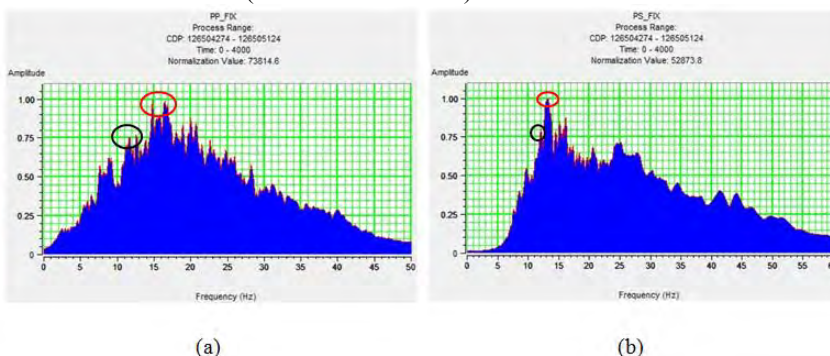 PP_FIX
Process Range:
CDP: 126504274 - 126505124
Time: 0 - 4000
Normalization Value: 73814.6
Amplitude
1.00
0.75
0.50
0.25
0
0 5 10 15 20 25 30 35 40 45 50
Frequency (Hz)
(a)
PS_FIX
Process Range:
CDP: 126504274 - 126505124
Time: 0 - 4000
Normalization Value: 52873.8
Amplitude
1.00
0.75
0.50
0.25
0
0 5 10 15 20 25 30 35 40 45 50 55 60
Frequency (Hz)
(b)